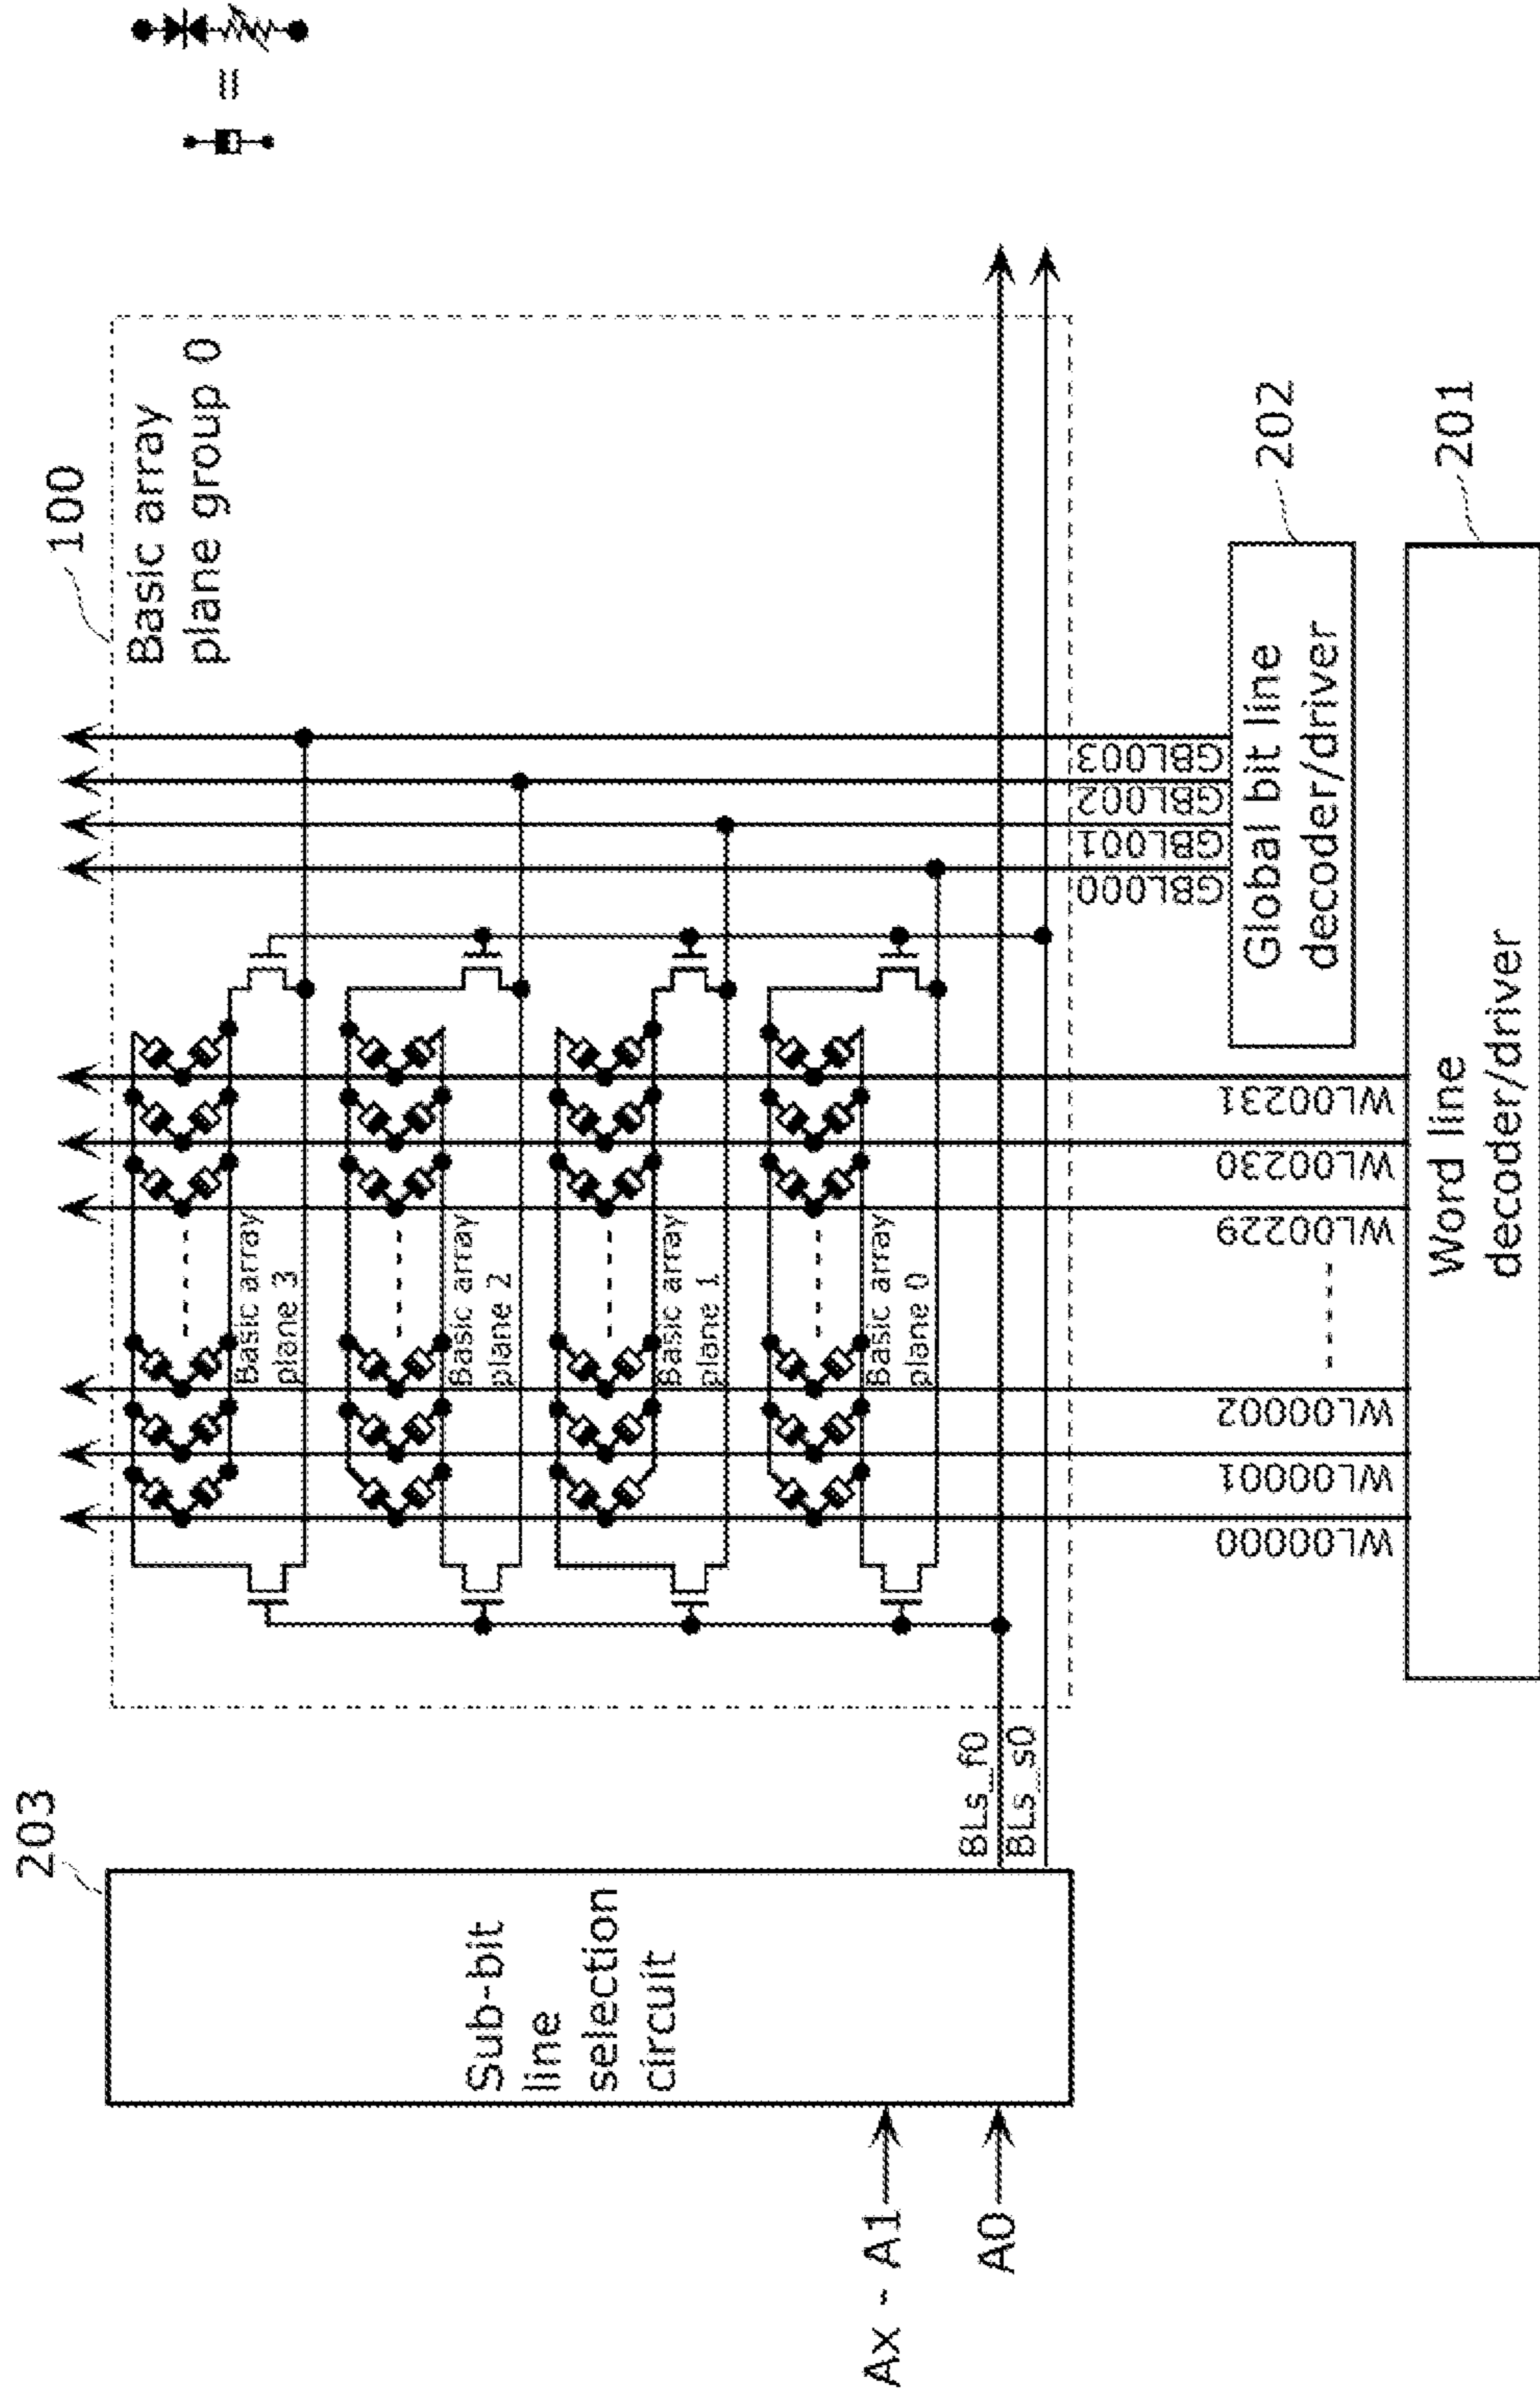 203
Sub-bit
line
selection
circuit
Ax - A1
A0
BLs_f0
BLs_s0
100
Basic array
plane group 0
Basic array
plane 3
Basic array
plane 2
Basic array
plane 1
Basic array
plane 0
=
WL00000
WL00001
WL00002
WL00229
WL00230
WL00231
GBL000
GBL001
GBL002
GBL003
Global bit line
decoder/driver
202
Word line
decoder/driver
201